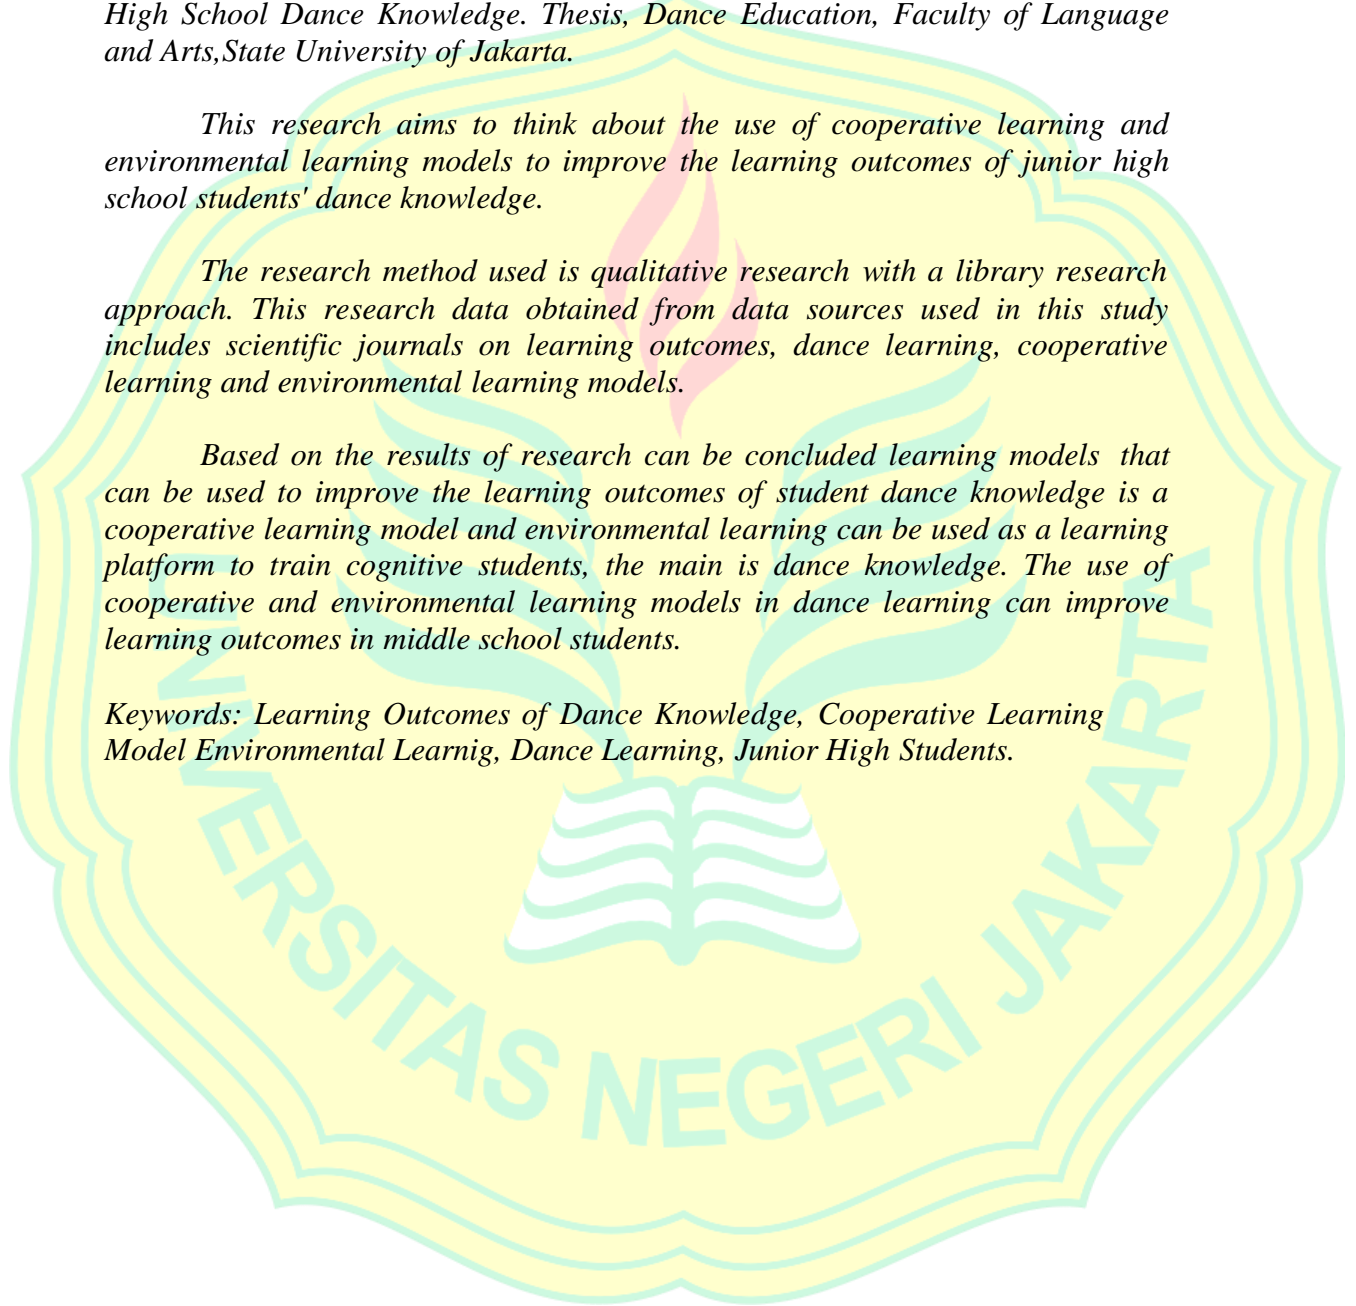 High School Dance Knowledge. Thesis, Dance Education, Faculty of Language
and Arts,State University of Jakarta.
This research aims to think about the use of cooperative learning and
environmental learning models to improve the learning outcomes of junior high
school students' dance knowledge.
The research method used is qualitative research with a library research
approach. This research data obtained from data sources used in this study
includes scientific journals on learning outcomes, dance learning, cooperative
learning and environmental learning models.
Based on the results of research can be concluded learning models that
can be used to improve the learning outcomes of student dance knowledge is a
cooperative learning model and environmental learning can be used as a learning
platform to train cognitive students, the main is dance knowledge. The use of
cooperative and environmental learning models in dance learning can improve
learning outcomes in middle school students.
Keywords: Learning Outcomes of Dance Knowledge, Cooperative Learning
Model Environmental Learnig, Dance Learning, Junior High Students.
UNIVERSITAS NEGERI JAKARTA